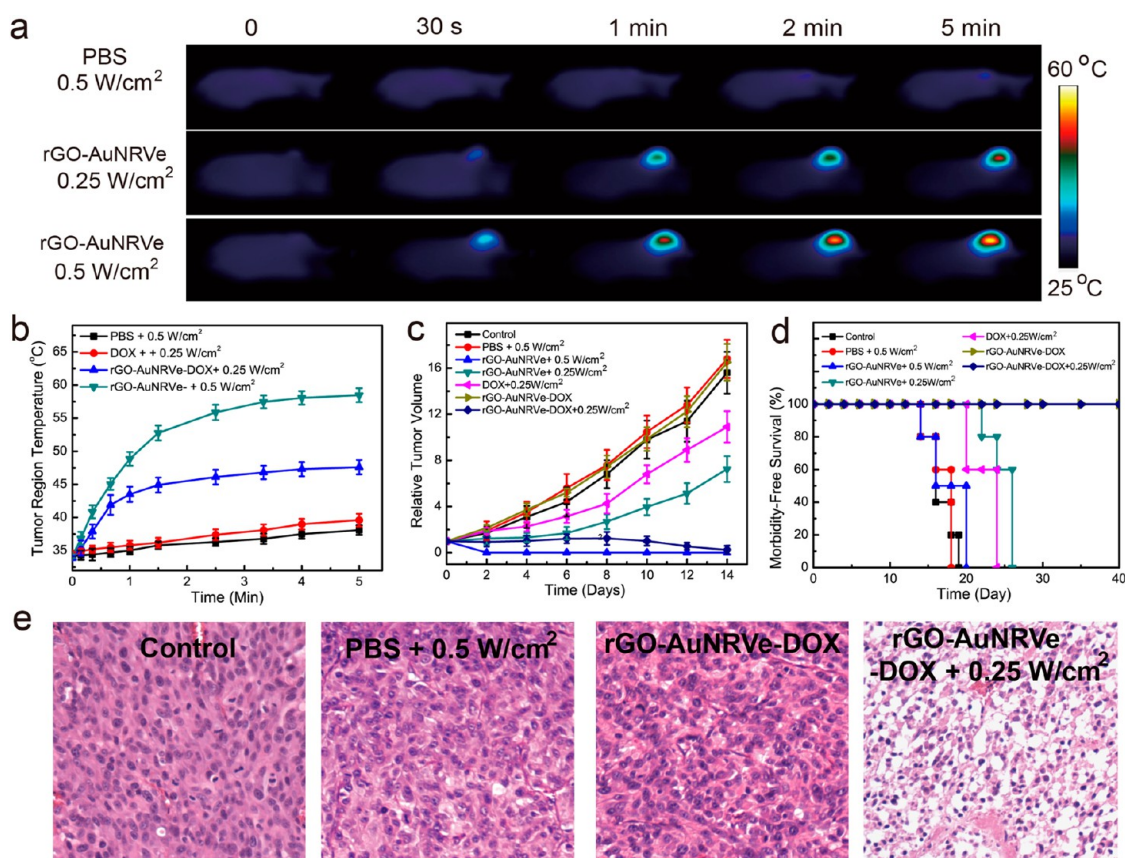 a
0 30 s 1 min 2 min 5 min
PBS
0.5 W/cm²
rGO-AuNRVe
0.25 W/cm²
rGO-AuNRVe
0.5 W/cm²
60 °C
25 °C
b
PBS + 0.5 W/cm²
DOX + + 0.25 W/cm²
rGO-AuNRVe-DOX+ 0.25 W/cm²
rGO-AuNRVe- + 0.5 W/cm²
Tumor Region Temperature (°C)
65
60
55
50
45
40
35
0 1 2 3 4 5
Time (Min)
c
Control
PBS + 0.5 W/cm²
rGO-AuNRVe+ 0.5 W/cm²
rGO-AuNRVe+ 0.25 W/cm²
DOX+0.25W/cm²
rGO-AuNRVe-DOX
rGO-AuNRVe-DOX+0.25W/cm²
Relative Tumor Volume
16
12
8
4
0
2
0 2 4 6 8 10 12 14
Time (Days)
d
Control
PBS + 0.5 W/cm²
rGO-AuNRVe+ 0.5 W/cm²
rGO-AuNRVe+ 0.25W/cm²
DOX+0.25W/cm²
rGO-AuNRVe-DOX
rGO-AuNRVe-DOX+0.25W/cm²
Morbidity-Free Survival (%)
100
80
60
40
20
0
0 10 20 30 40
Time (Day)
e
Control
PBS + 0.5 W/cm²
rGO-AuNRVe-DOX
rGO-AuNRVe
-DOX + 0.25 W/cm²